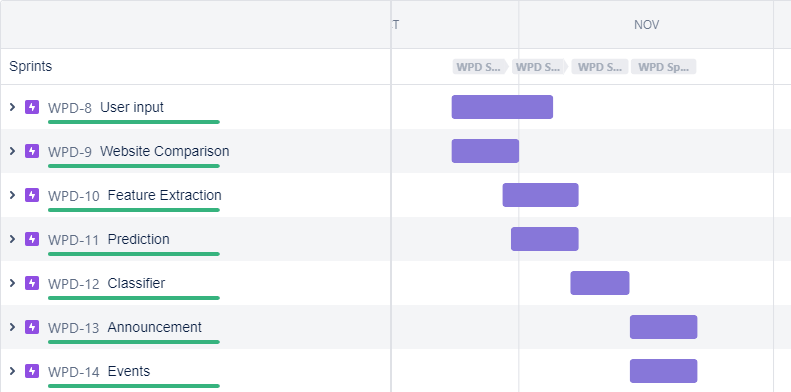 T NOV
Sprints WPD S... WPD S... WPD S... WPD Sp...
WPD-8 User input
WPD-9 Website Comparison
WPD-10 Feature Extraction
WPD-11 Prediction
WPD-12 Classifier
WPD-13 Announcement
WPD-14 Events